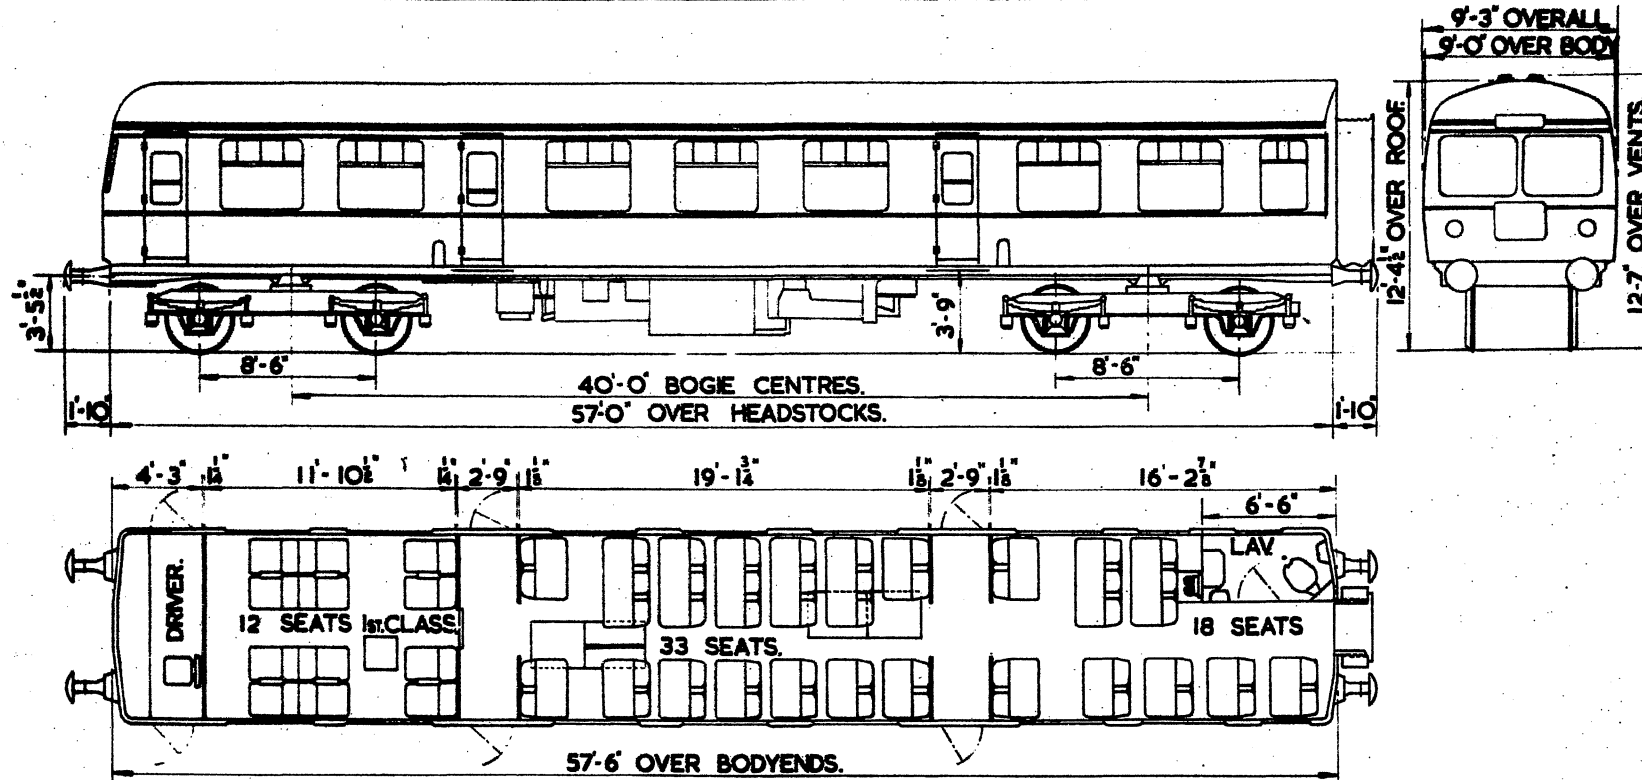 9'-3" OVERALL
9'-0" OVER BODY
12'-4½" OVER ROOF.
12'-7" OVER VENTS.
3'-5½"
3'-9"
8'-6"
8'-6"
40'-0" BOGIE CENTRES.
1'-10"
57'-0" OVER HEADSTOCKS.
1'-10"
4'-3"
1¼"
11'-10½"
1¼"
2'-9"
1⅛"
19'-1¾"
1⅛"
2'-9"
1⅛"
16'-2⅞"
6'-6"
LAV.
DRIVER.
12 SEATS 1ST. CLASS.
33 SEATS.
18 SEATS
57'-6" OVER BODYENDS.